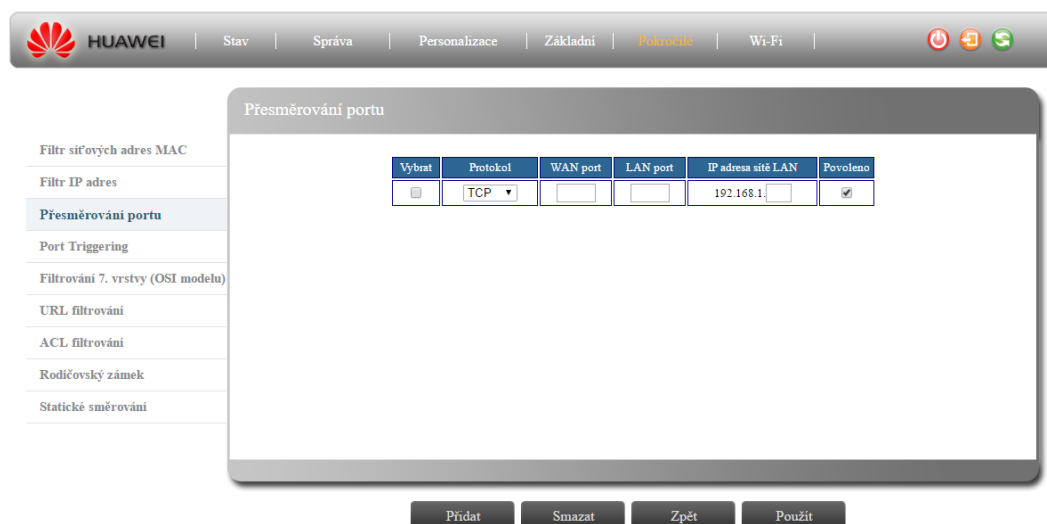 HUAWEI Stav Správa Personalizace Základní Pokročilé Wi-Fi
Přesměrování portu
Filtr síťových adres MAC
Filtr IP adres
Přesměrování portu
Port Triggering
Filtrování 7. vrstvy (OSI modelu)
URL filtrování
ACL filtrování
Rodičovský zámek
Statické směrování
Vybrat Protokol WAN port LAN port IP adresa sítě LAN Povoleno
TCP 192.168.1.
Přidat Smazat Zpět Použít